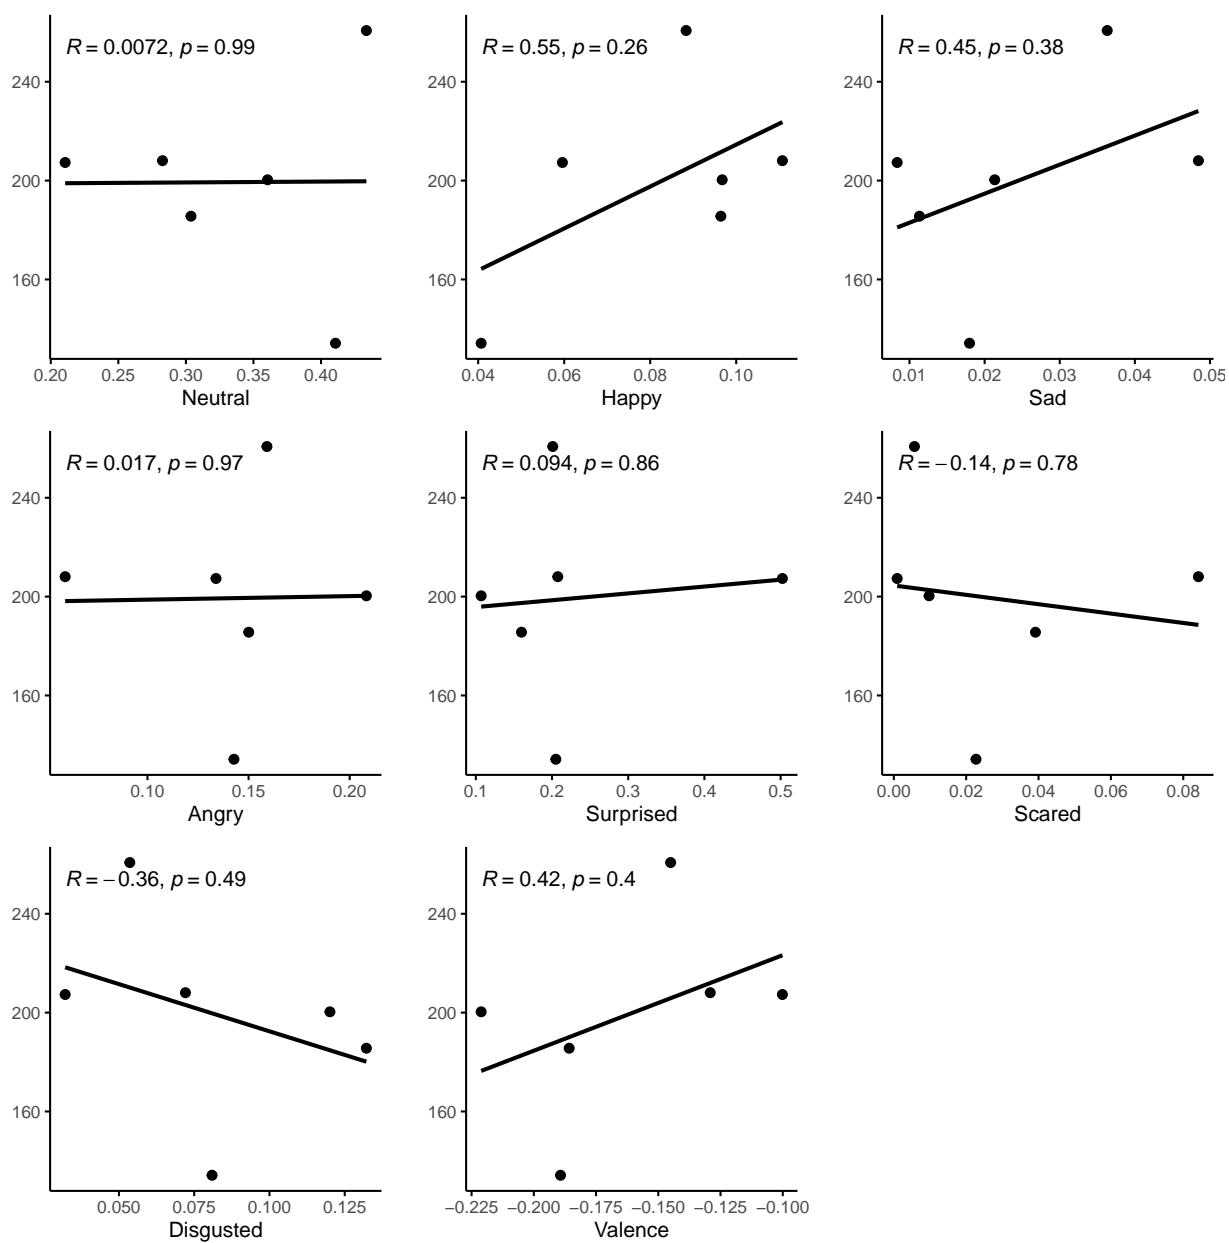 R = 0.0072, p = 0.99
240
200
160
0.20 0.25 0.30 0.35 0.40
Neutral
R = 0.55, p = 0.26
240
200
160
0.04 0.06 0.08 0.10
Happy
R = 0.45, p = 0.38
240
200
160
0.01 0.02 0.03 0.04 0.05
Sad
R = 0.017, p = 0.97
240
200
160
0.10 0.15 0.20
Angry
R = 0.094, p = 0.86
240
200
160
0.1 0.2 0.3 0.4 0.5
Surprised
R = −0.14, p = 0.78
240
200
160
0.00 0.02 0.04 0.06 0.08
Scared
R = −0.36, p = 0.49
240
200
160
0.050 0.075 0.100 0.125
Disgusted
R = 0.42, p = 0.4
240
200
160
−0.225 −0.200 −0.175 −0.150 −0.125 −0.100
Valence